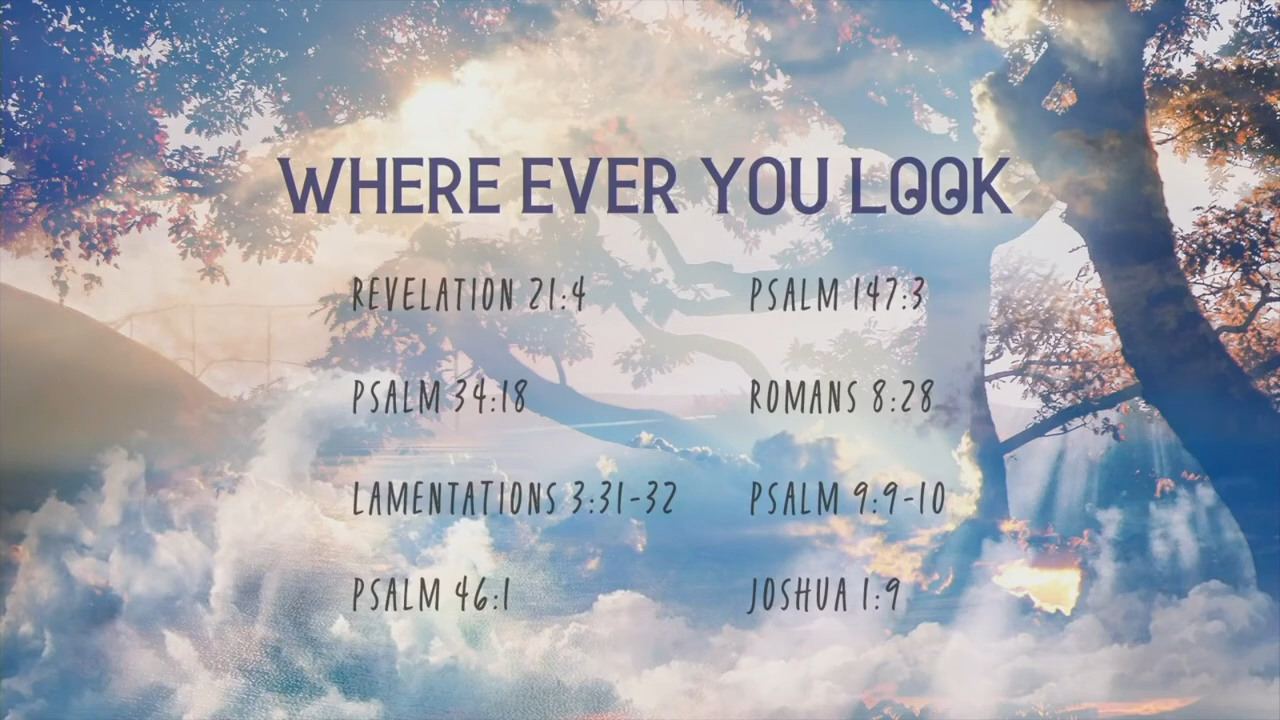 WHERE EVER YOU LOOK
REVELATION 21:4
PSALM 34:18
LAMENTATIONS 3:31-32
PSALM 46:1
PSALM 147:3
ROMANS 8:28
PSALM 9:9-10
JOSHUA 1:9